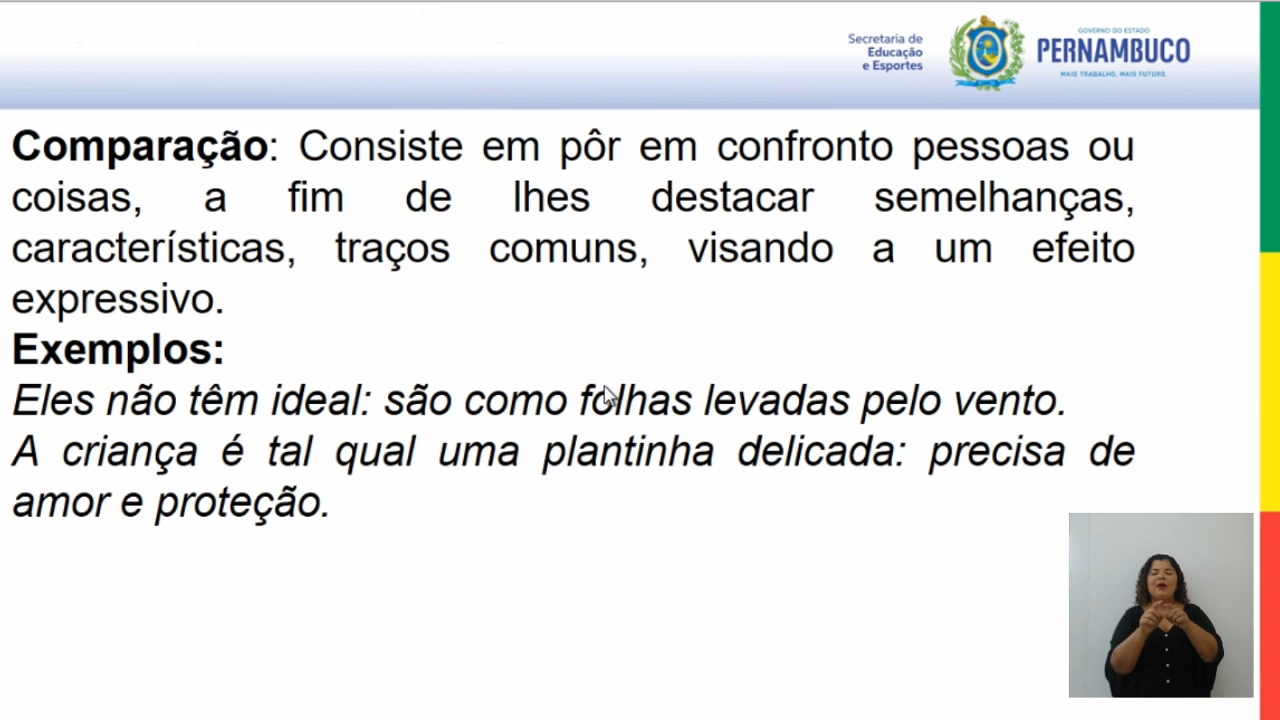 Secretaria de
Educação
e Esportes
GOVERNO DO ESTADO
PERNAMBUCO
MAIS TRABALHO, MAIS FUTURO.
Comparação: Consiste em pôr em confronto pessoas ou
coisas, a fim de lhes destacar semelhanças,
características, traços comuns, visando a um efeito
expressivo.
Exemplos:
Eles não têm ideal: são como folhas levadas pelo vento.
A criança é tal qual uma plantinha delicada: precisa de
amor e proteção.